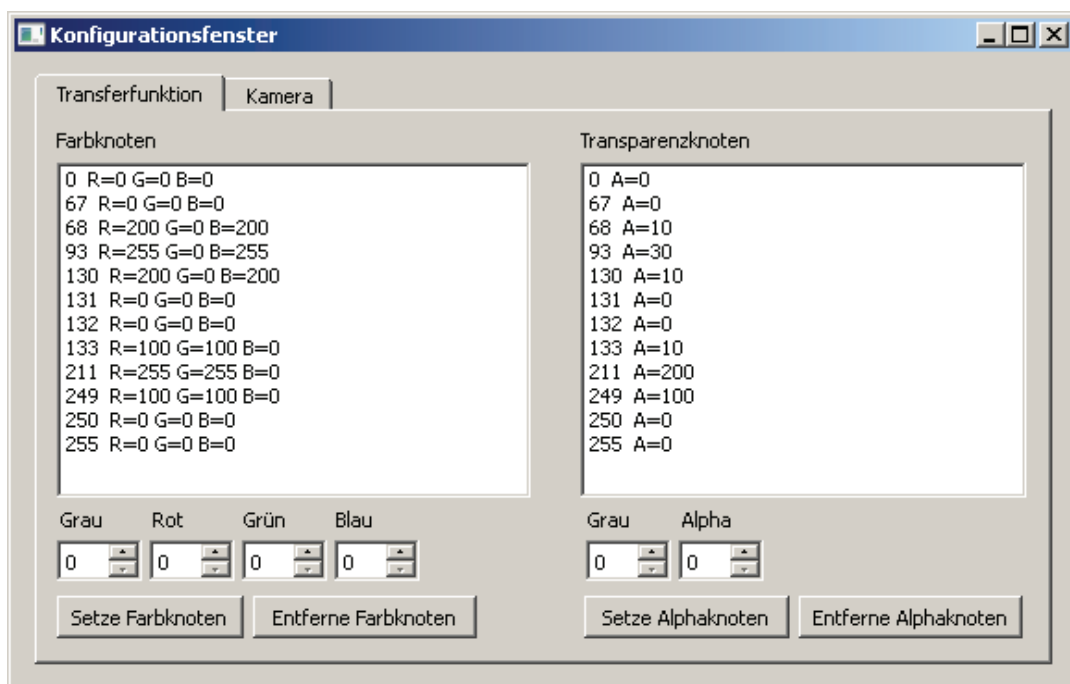 Konfigurationsfenster
Transferfunktion
Kamera
Farbknoten
0 R=0 G=0 B=0
67 R=0 G=0 B=0
68 R=200 G=0 B=200
93 R=255 G=0 B=255
130 R=200 G=0 B=200
131 R=0 G=0 B=0
132 R=0 G=0 B=0
133 R=100 G=100 B=0
211 R=255 G=255 B=0
249 R=100 G=100 B=0
250 R=0 G=0 B=0
255 R=0 G=0 B=0
Grau Rot Grün Blau
0 0 0 0
Setze Farbknoten
Entferne Farbknoten
Transparenzknoten
0 A=0
67 A=0
68 A=10
93 A=30
130 A=10
131 A=0
132 A=0
133 A=10
211 A=200
249 A=100
250 A=0
255 A=0
Grau Alpha
0 0
Setze Alphaknoten
Entferne Alphaknoten